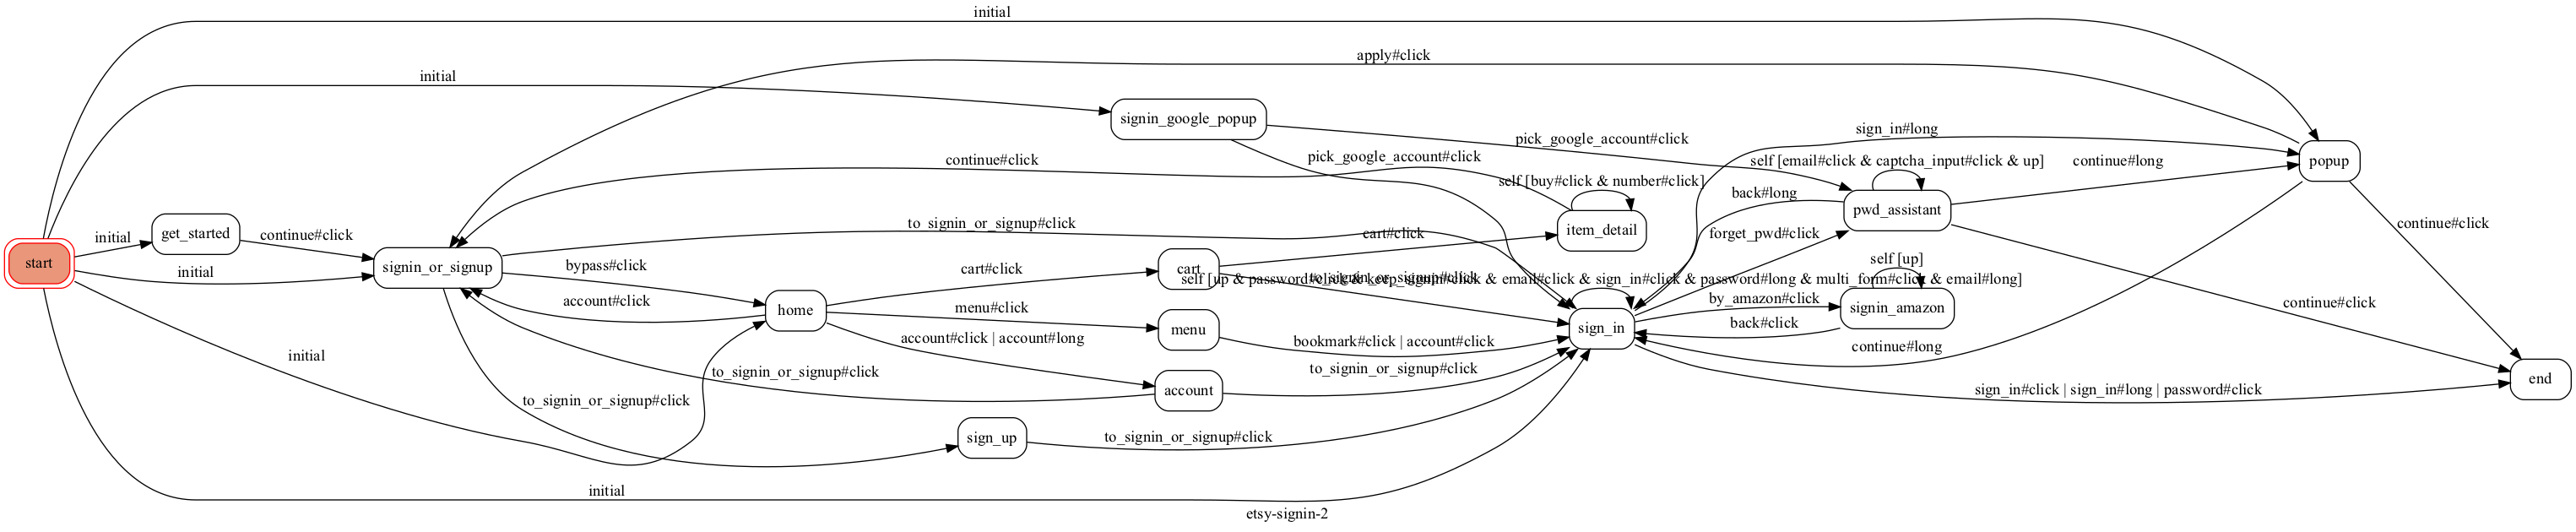 initial
apply#click
initial
signin_google_popup
sign_in#long
pick_google_account#click
popup
continue#click
pick_google_account#click
self [email#click & captcha_input#click & up]
continue#long
self [buy#click & number#click]
back#long
pwd_assistant
to_signin_or_signup#click
continue#click
item_detail
cart#click
forget_pwd#click
get_started
continue#click
initial
start
signin_or_signup
bypass#click
initial
cart#click
cart
to_signin_or_signup#click
self [up & password#click & keep_signin#click & email#click & sign_in#click & password#long & multi_form#click & email#long]
self [up]
by_amazon#click
signin_amazon
continue#click
account#click
home
menu#click
menu
sign_in
back#click
account#click | account#long
bookmark#click | account#click
continue#long
initial
to_signin_or_signup#click
to_signin_or_signup#click
account
end
sign_in#click | sign_in#long | password#click
to_signin_or_signup#click
sign_up
to_signin_or_signup#click
initial
etsy-signin-2